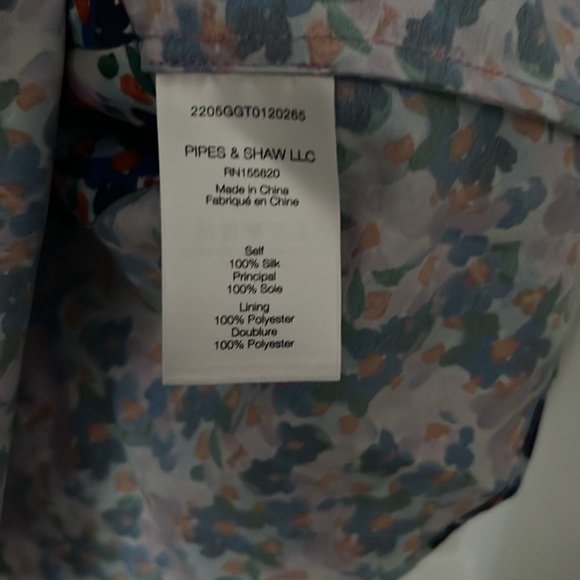 2205GGT0120265
PIPES & SHAW LLC
RN155820
Made in China
Fabriqué en Chine
Self
100% Silk
Principal
100% Soie
Lining
100% Polyester
Doublure
100% Polyester